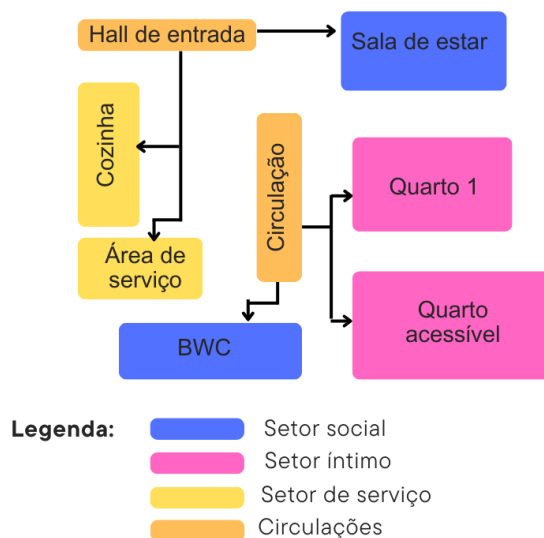 Hall de entrada
Sala de estar
Cozinha
Circulação
Quarto 1
Área de
serviço
Quarto
acessível
BWC
Legenda:
Setor social
Setor íntimo
Setor de serviço
Circulações